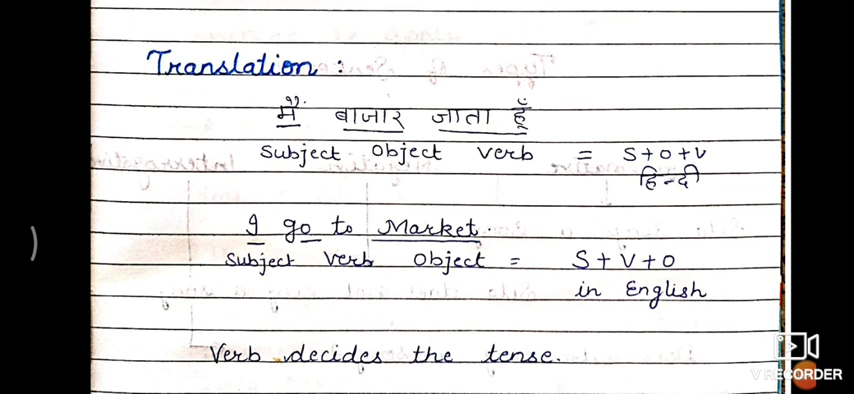 Translation :
मैं बाजार जाता हूँ
Subject Object Verb = S+O+V
हिन्दी
I go to Market.
Subject Verb Object = S+V+O
in English
Verb decides the tense.
V RECORDER